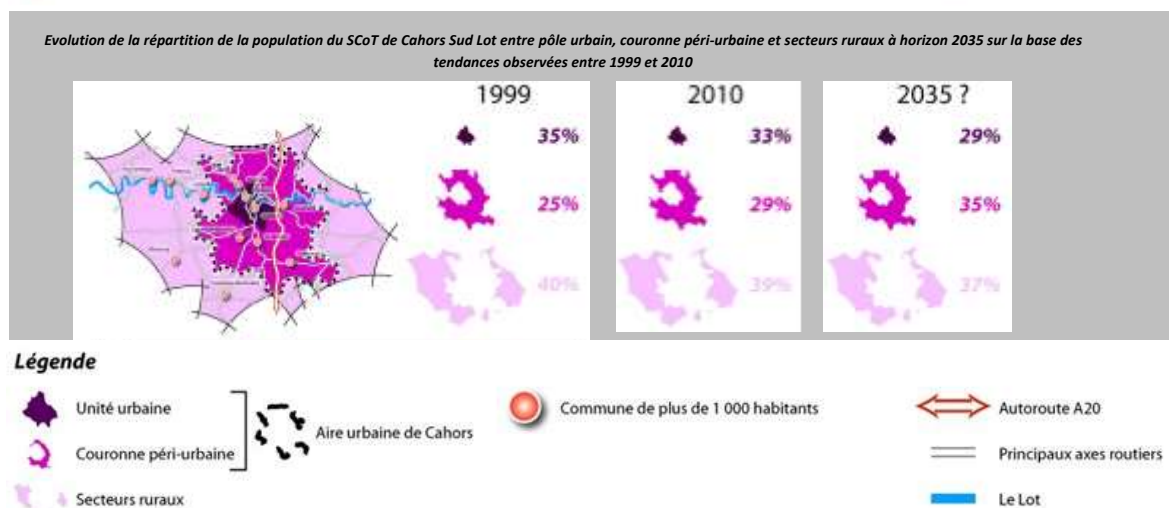 Evolution de la répartition de la population du SCoT de Cahors Sud Lot entre pôle urbain, couronne péri-urbaine et secteurs ruraux à horizon 2035 sur la base des
tendances observées entre 1999 et 2010
1999
2010
2035 ?
35%
33%
29%
25%
29%
35%
40%
39%
37%
Légende
Unité urbaine
Couronne péri-urbaine
Secteurs ruraux
Aire urbaine de Cahors
Commune de plus de 1 000 habitants
Autoroute A20
Principaux axes routiers
Le Lot